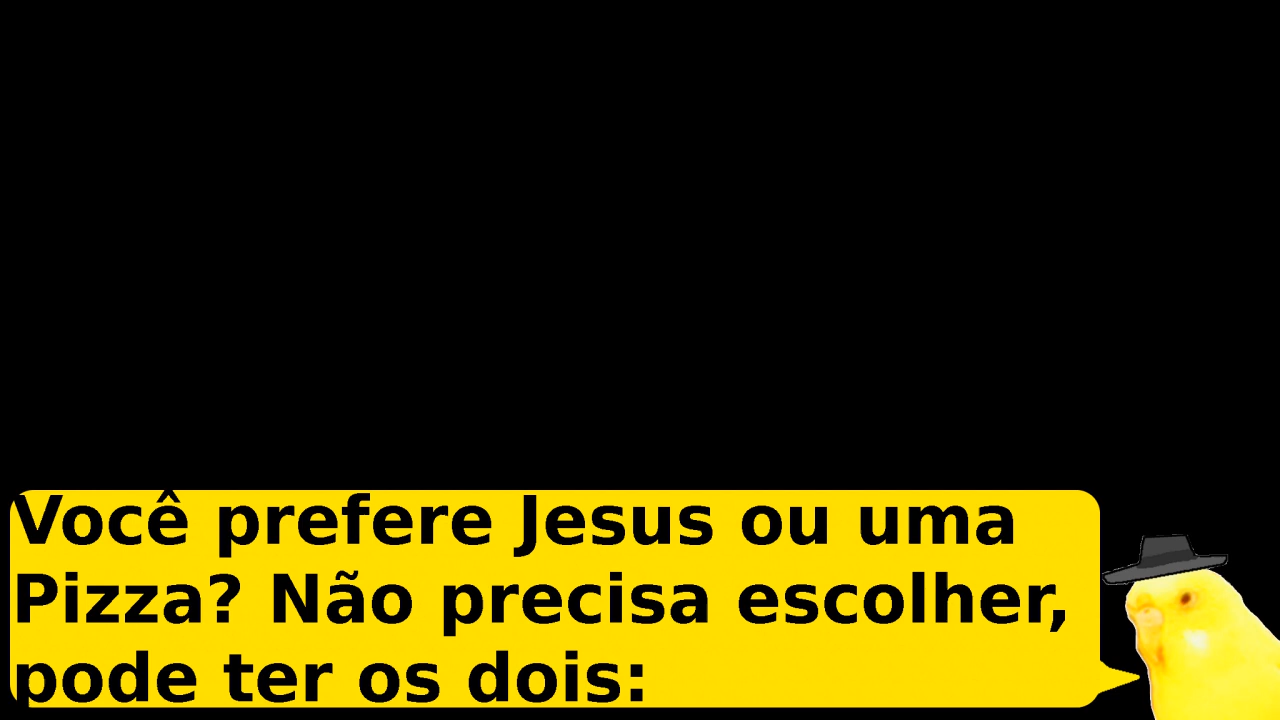 Você prefere Jesus ou uma
Pizza? Não precisa escolher,
pode ter os dois: